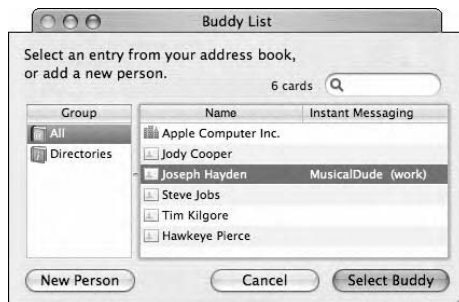 Buddy List
Select an entry from your address book,
or add a new person.
6 cards
Group
Name Instant Messaging
All
Directories
Apple Computer Inc.
Jody Cooper
Joseph Hayden MusicalDude (work)
Steve Jobs
Tim Kilgore
Hawkeye Pierce
New Person Cancel Select Buddy